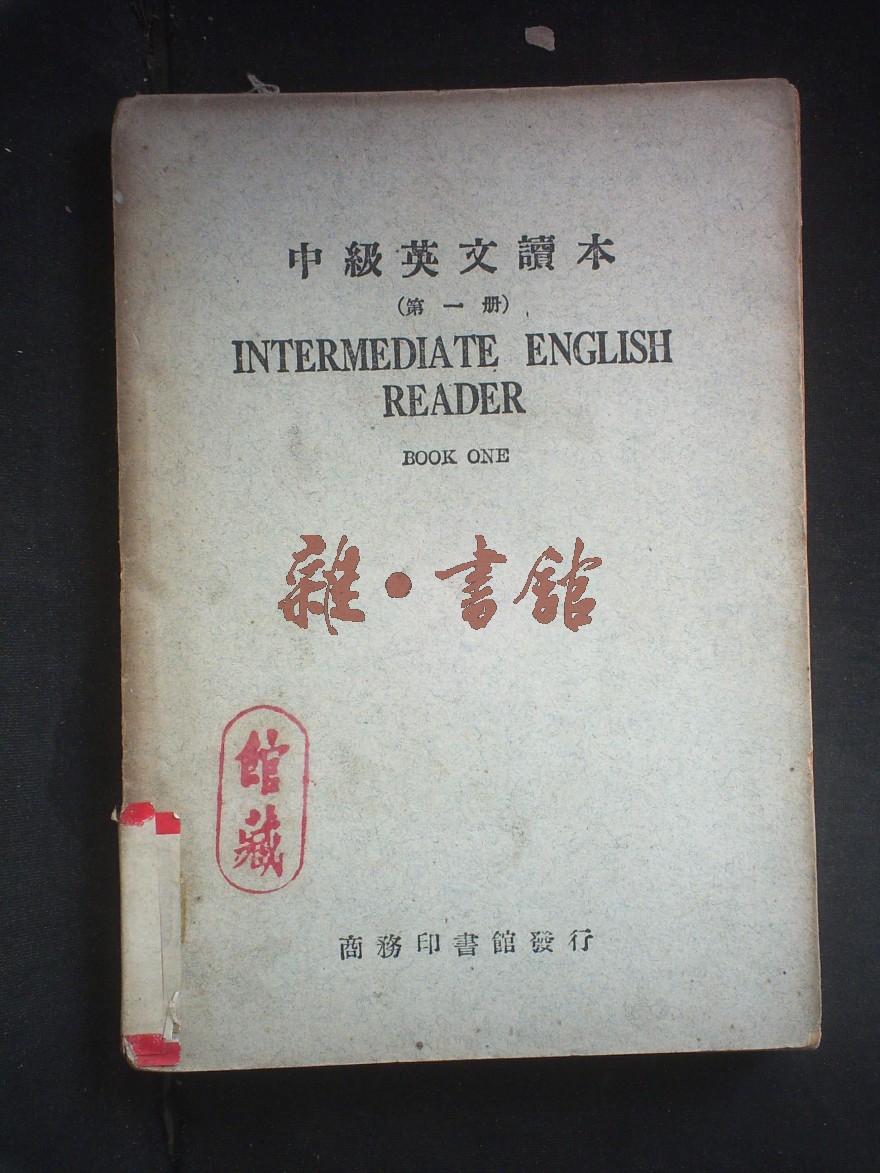 中級英文讀本
(第一册)
INTERMEDIATE ENGLISH
READER
BOOK ONE
雜·書館
館藏
商務印書館發行